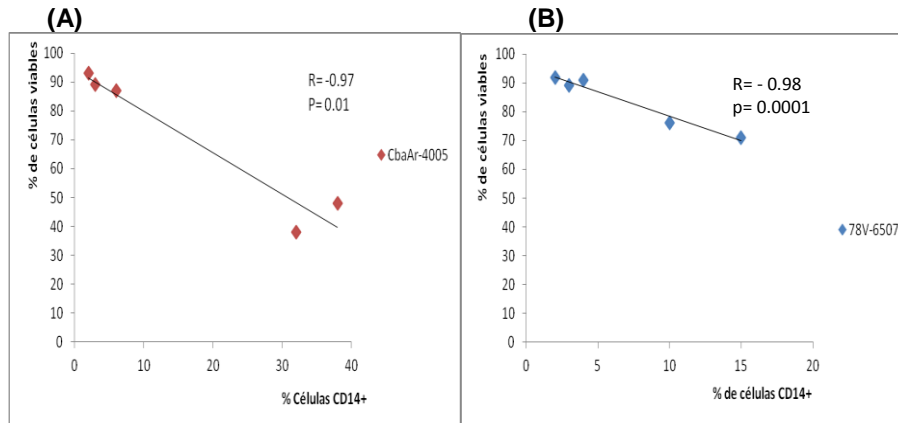 (A)
% de células viables
100
90
80
70
60
50
40
30
20
10
0
0 10 20 30 40
% Células CD14+
R= -0.97
P= 0.01
CbaAr-4005
(B)
% de células viables
100
90
80
70
60
50
40
30
20
10
0
0 5 10 15 20
% de células CD14+
R= - 0.98
p= 0.0001
78V-6507